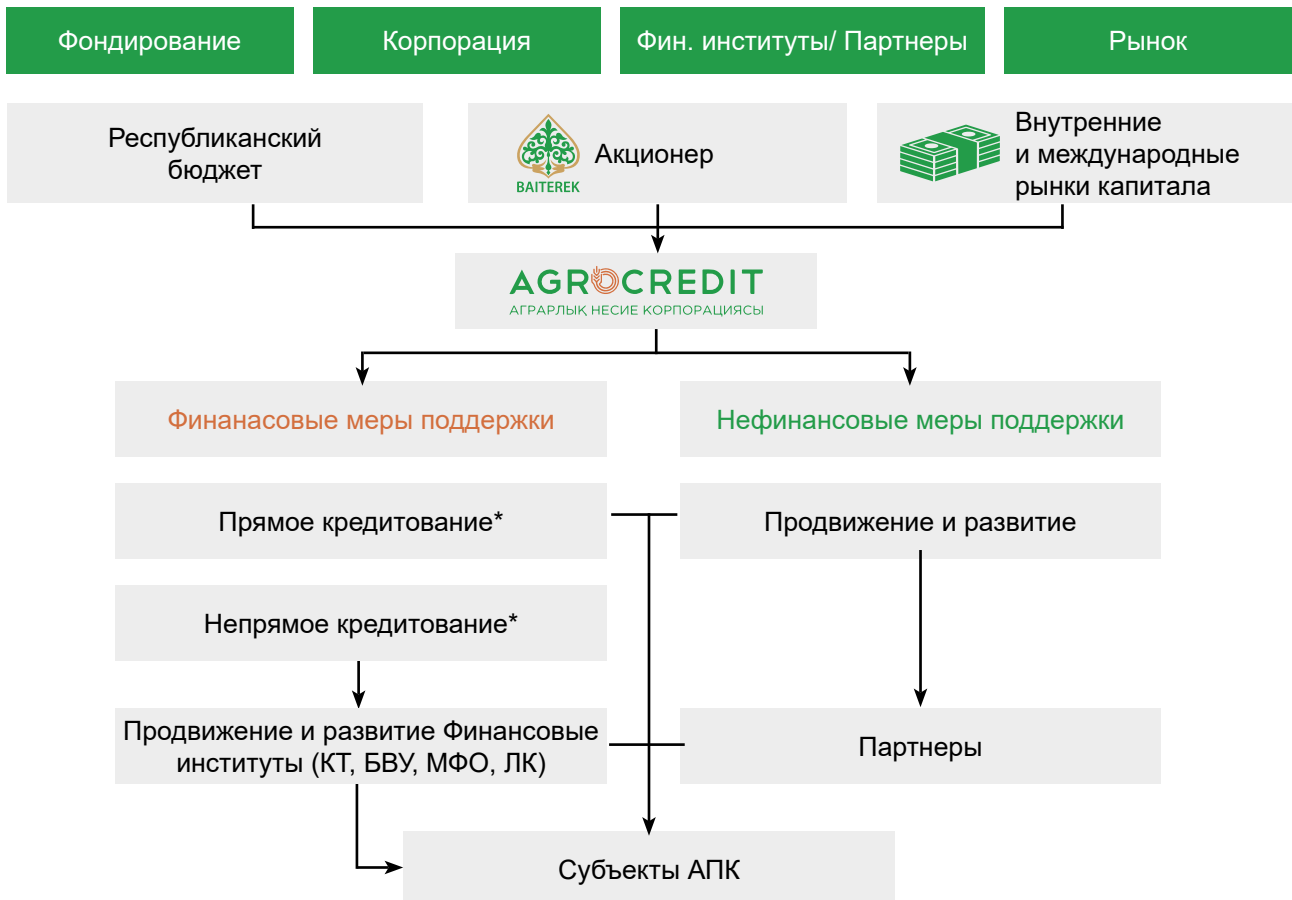 Фондирование
Корпорация
Фин. институты/ Партнеры
Рынок
Республиканский
бюджет
BAITEREK
Акционер
Внутренние
и международные
рынки капитала
AGROCREDIT
АГРАРЛЫҚ НЕСИЕ КОРПОРАЦИЯСЫ
Финанасовые меры поддержки
Нефинансовые меры поддержки
Прямое кредитование*
Продвижение и развитие
Непрямое кредитование*
Продвижение и развитие Финансовые
институты (КТ, БВУ, МФО, ЛК)
Партнеры
Субъекты АПК